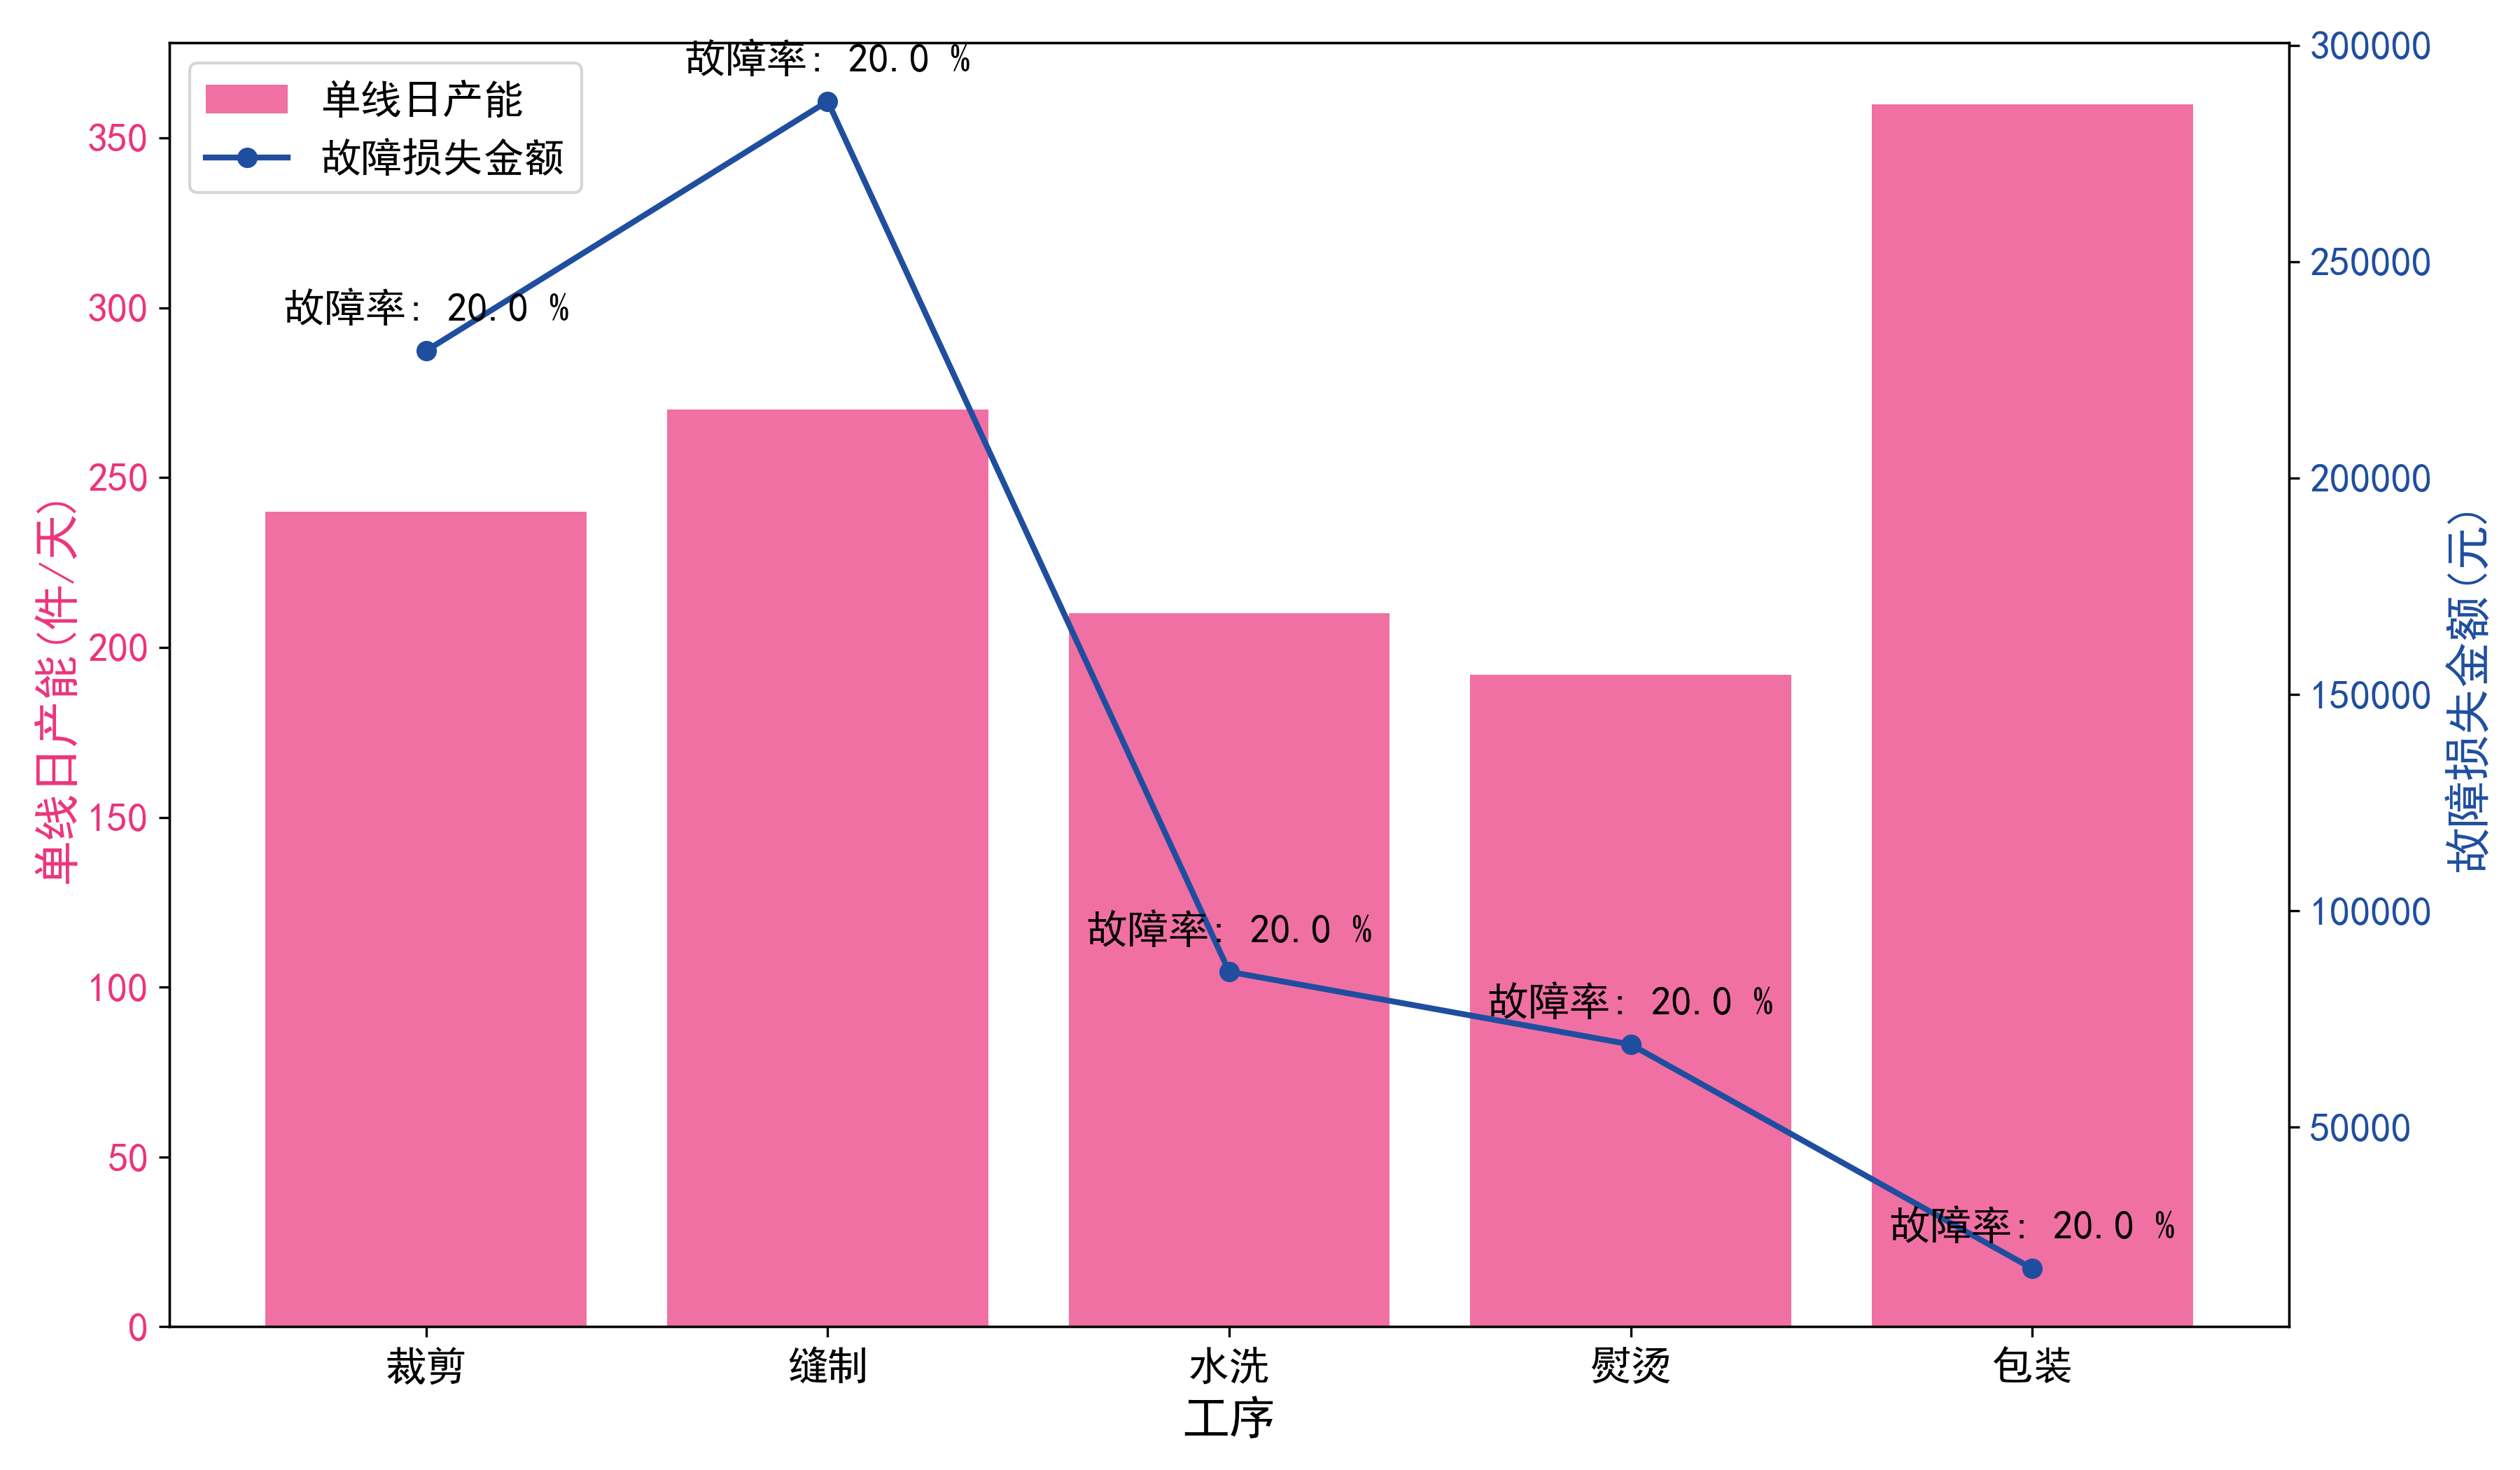 单线日产能
故障损失金额
故障率: 20.0 %
故障率: 20.0 %
故障率: 20.0 %
故障率: 20.0 %
故障率: 20.0 %
单线日产能(件/天)
350
300
250
200
150
100
50
0
300000
250000
200000
150000
100000
50000
故障损失金额(元)
裁剪
缝制
水洗
熨烫
包装
工序